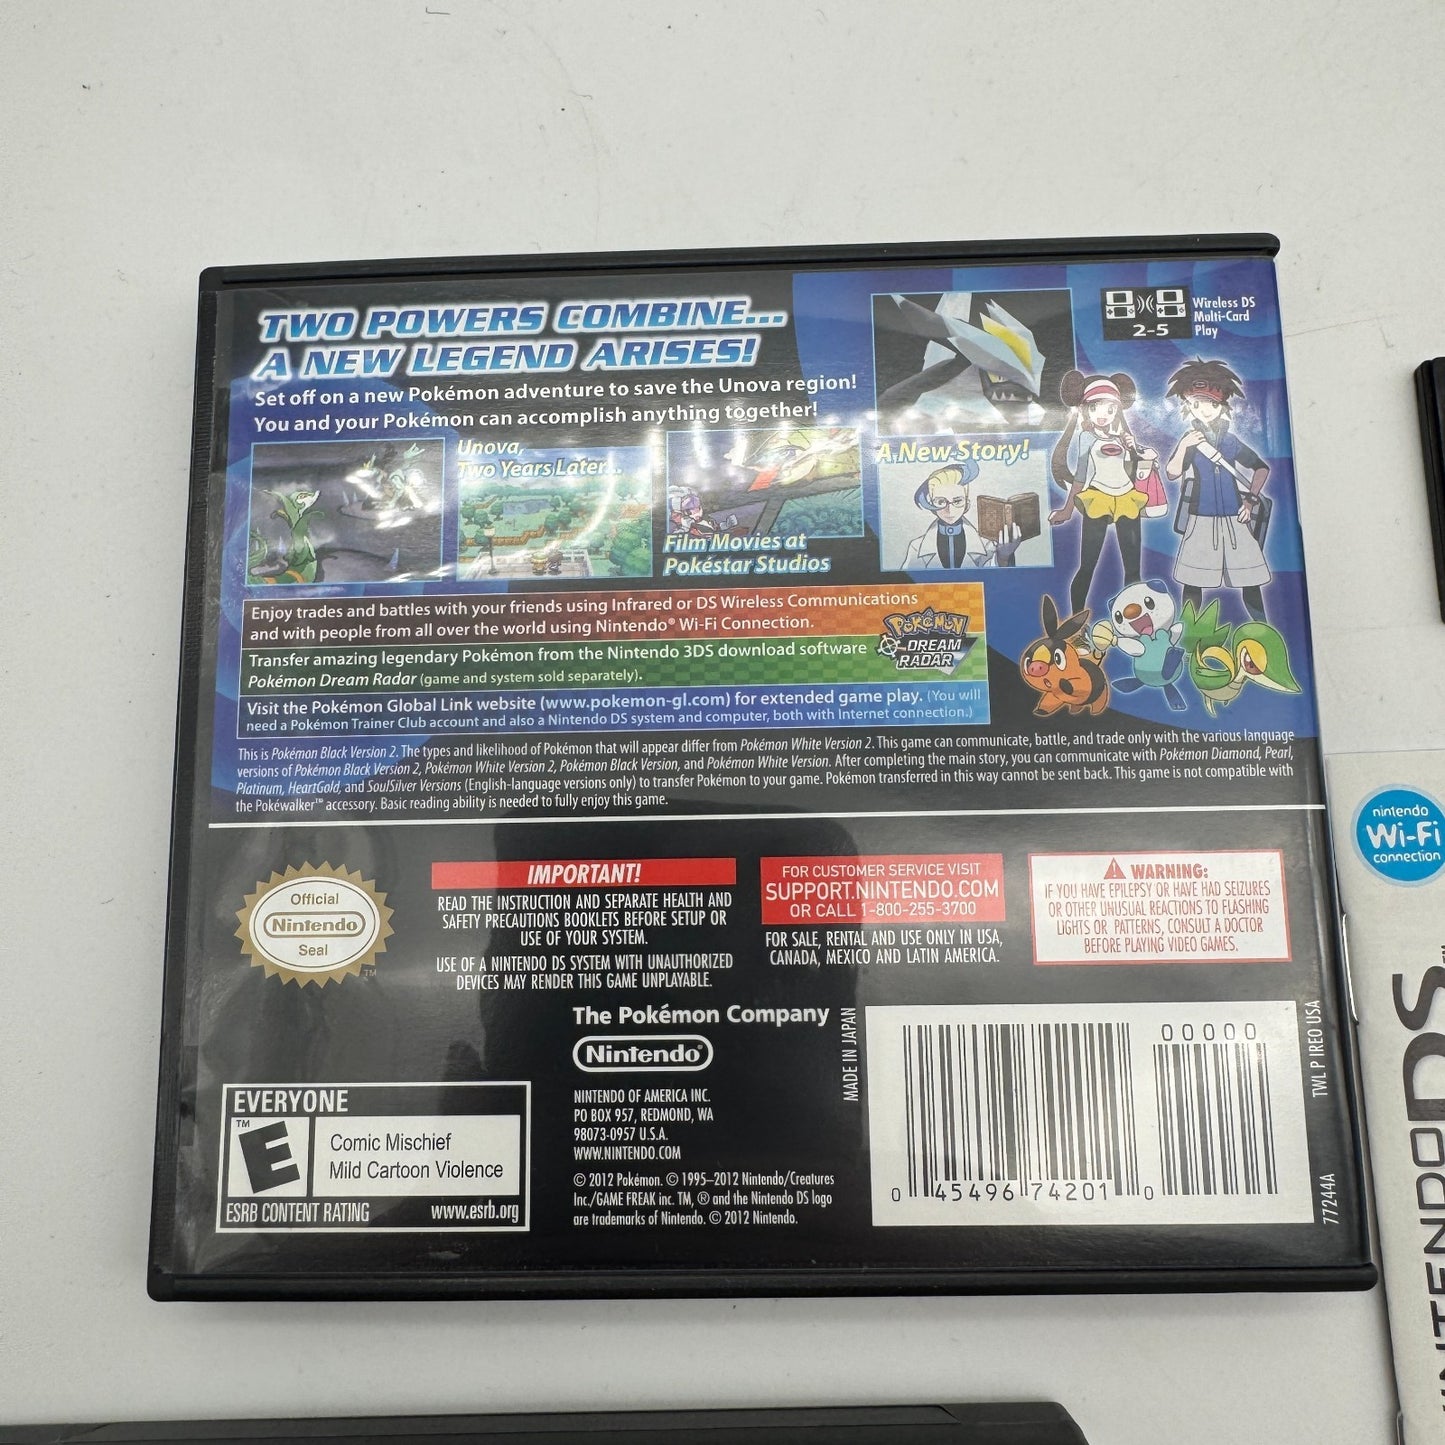 TWO POWERS COMBINE...
A NEW LEGEND ARISES!
Set off on a new Pokémon adventure to save the Unova region!
You and your Pokémon can accomplish anything together!
2-5
Wireless DS
Multi-Card
Play
Unova,
Two Years Later...
Film Movies at
Pokéstar Studios
A New Story!
Enjoy trades and battles with your friends using Infrared or DS Wireless Communications
and with people from all over the world using Nintendo® Wi-Fi Connection.
Transfer amazing legendary Pokémon from the Nintendo 3DS download software
Pokémon Dream Radar (game and system sold separately).
POKéMON
DREAM
RADAR
Visit the Pokémon Global Link website (www.pokemon-gl.com) for extended game play. (You will
need a Pokémon Trainer Club account and also a Nintendo DS system and computer, both with Internet connection.)
This is Pokémon Black Version 2. The types and likelihood of Pokémon that will appear differ from Pokémon White Version 2. This game can communicate, battle, and trade only with the various language
versions of Pokémon Black Version 2, Pokémon White Version 2, Pokémon Black Version, and Pokémon White Version. After completing the main story, you can communicate with Pokémon Diamond, Pearl,
Platinum, HeartGold, and SoulSilver Versions (English-language versions only) to transfer Pokémon to your game. Pokémon transferred in this way cannot be sent back. This game is not compatible with
the Pokéwalker™ accessory. Basic reading ability is needed to fully enjoy this game.
Official
Nintendo
Seal
TM
IMPORTANT!
READ THE INSTRUCTION AND SEPARATE HEALTH AND
SAFETY PRECAUTIONS BOOKLETS BEFORE SETUP OR
USE OF YOUR SYSTEM.
USE OF A NINTENDO DS SYSTEM WITH UNAUTHORIZED
DEVICES MAY RENDER THIS GAME UNPLAYABLE.
FOR CUSTOMER SERVICE VISIT
SUPPORT.NINTENDO.COM
OR CALL 1-800-255-3700
FOR SALE, RENTAL AND USE ONLY IN USA,
CANADA, MEXICO AND LATIN AMERICA.
WARNING:
IF YOU HAVE EPILEPSY OR HAVE HAD SEIZURES
OR OTHER UNUSUAL REACTIONS TO FLASHING
LIGHTS OR PATTERNS, CONSULT A DOCTOR
BEFORE PLAYING VIDEO GAMES.
The Pokémon Company
Nintendo®
NINTENDO OF AMERICA INC.
PO BOX 957, REDMOND, WA
98073-0957 U.S.A.
WWW.NINTENDO.COM
© 2012 Pokémon. © 1995-2012 Nintendo/Creatures
Inc./GAME FREAK inc. TM, ® and the Nintendo DS logo
are trademarks of Nintendo. © 2012 Nintendo.
EVERYONE
TM
E
Comic Mischief
Mild Cartoon Violence
ESRB CONTENT RATING
www.esrb.org
MADE IN JAPAN
00000
0 45496 74201 0
TWL P IREO USA
77244A
nintendo
Wi-Fi
connection
NINTENDO DS